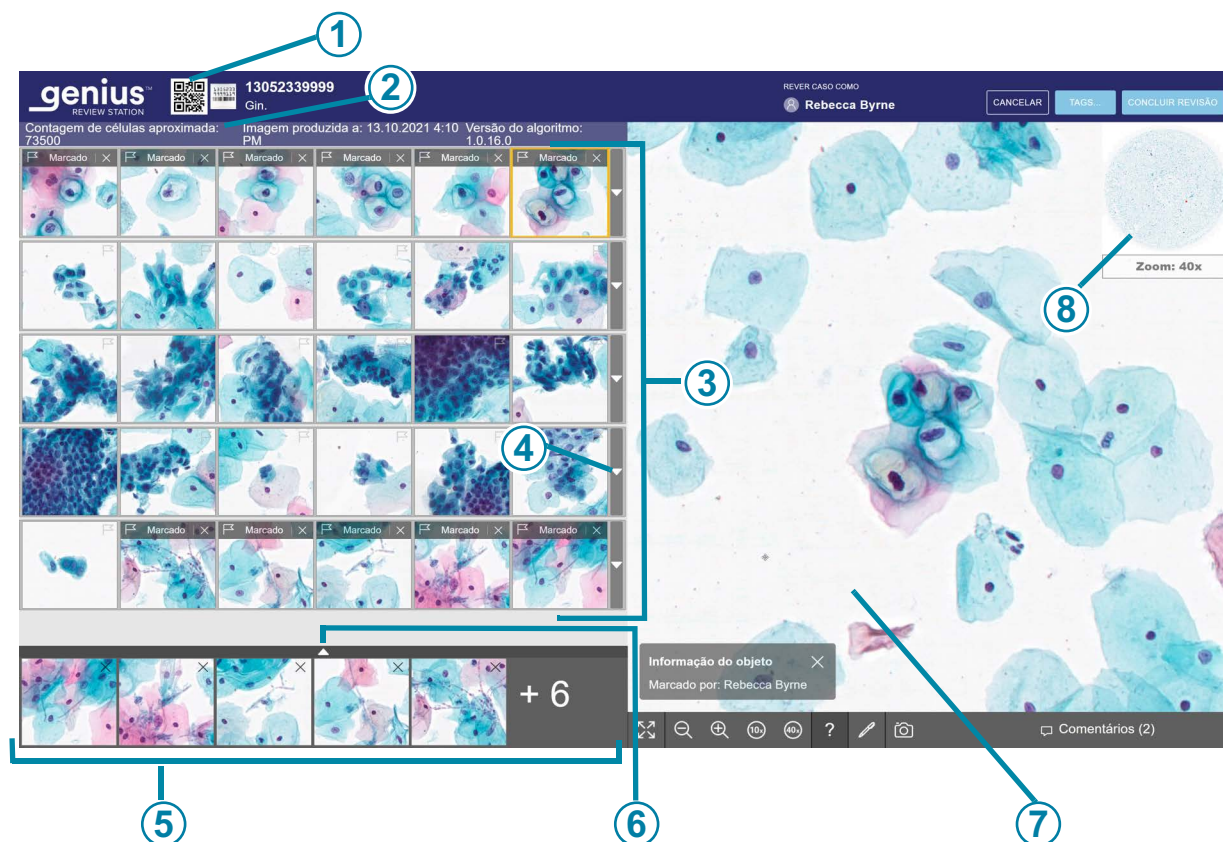 1
2
genius™
REVIEW STATION
13052339999
Gin.
REVER CASO COMO
Rebecca Byrne
CANCELAR
TAGS...
CONCLUIR REVISÃO
Contagem de células aproximada:
73500
Imagem produzida a: 13.10.2021 4:10
PM
Versão do algoritmo:
1.0.16.0
Marcado
Marcado
Marcado
Marcado
Marcado
Marcado
Zoom: 40x
8
3
4
Marcado
Marcado
Marcado
Marcado
Marcado
+ 6
Informação do objeto
Marcado por: Rebecca Byrne
10x
40x
?
Comentários (2)
5
6
7